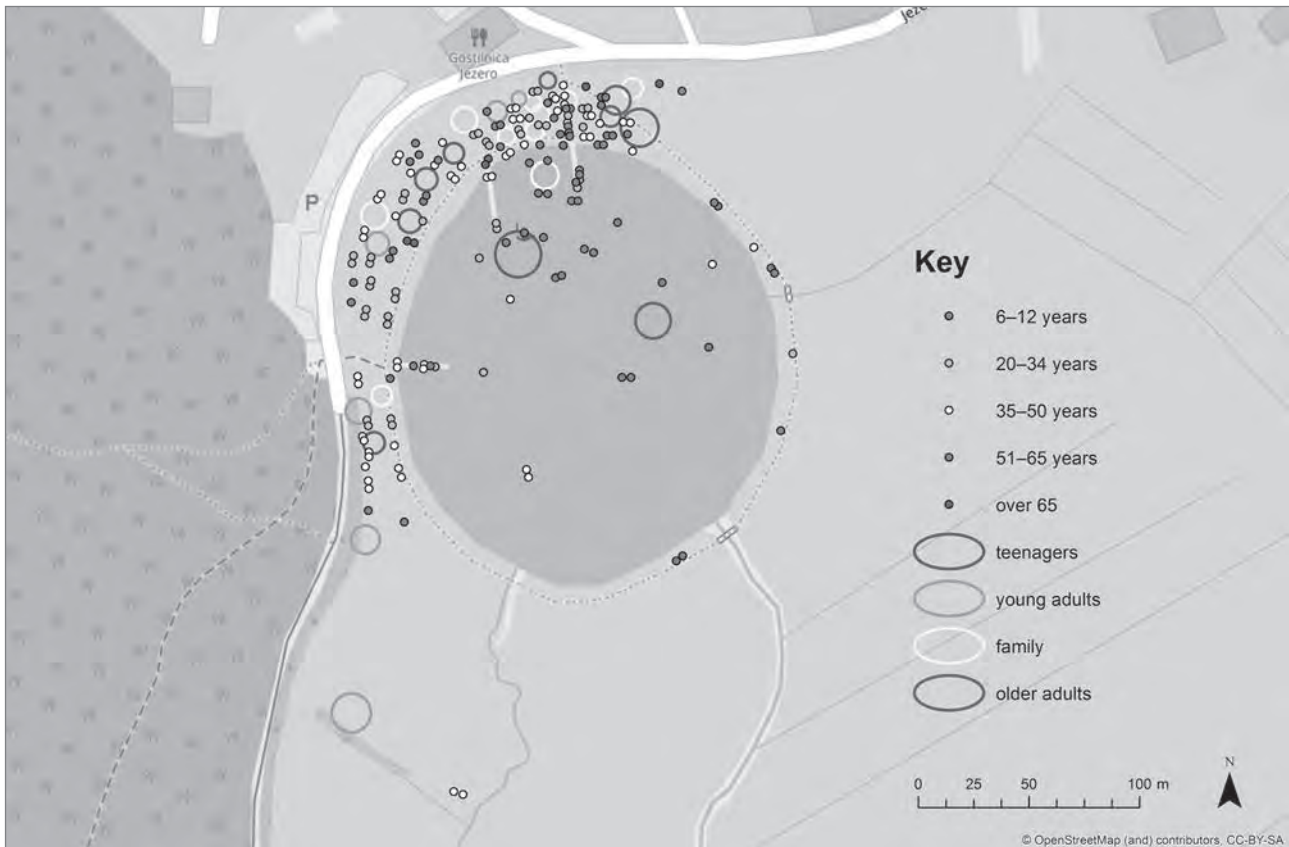 Jeze
Gostilnica
Jezero
P
Key
6–12 years
20–34 years
35–50 years
51–65 years
over 65
teenagers
young adults
family
older adults
0 25 50 100 m
N
© OpenStreetMap (and) contributors, CC-BY-SA